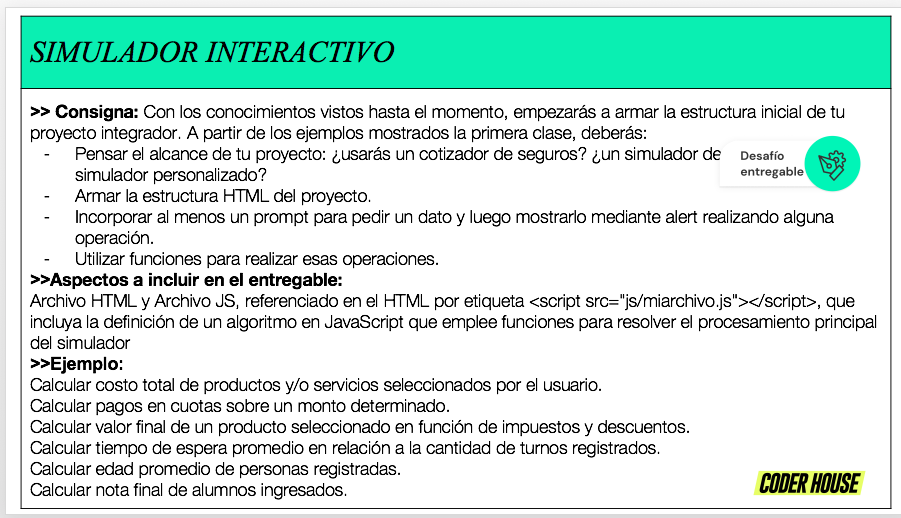 SIMULADOR INTERACTIVO
>> Consigna: Con los conocimientos vistos hasta el momento, empezarás a armar la estructura inicial de tu
proyecto integrador. A partir de los ejemplos mostrados la primera clase, deberás:
- Pensar el alcance de tu proyecto: ¿usarás un cotizador de seguros? ¿un simulador de
simulador personalizado?
Desafío
entregable
- Armar la estructura HTML del proyecto.
- Incorporar al menos un prompt para pedir un dato y luego mostrarlo mediante alert realizando alguna
operación.
- Utilizar funciones para realizar esas operaciones.
>>Aspectos a incluir en el entregable:
Archivo HTML y Archivo JS, referenciado en el HTML por etiqueta <script src="js/miarchivo.js"></script>, que
incluya la definición de un algoritmo en JavaScript que emplee funciones para resolver el procesamiento principal
del simulador
>>Ejemplo:
Calcular costo total de productos y/o servicios seleccionados por el usuario.
Calcular pagos en cuotas sobre un monto determinado.
Calcular valor final de un producto seleccionado en función de impuestos y descuentos.
Calcular tiempo de espera promedio en relación a la cantidad de turnos registrados.
Calcular edad promedio de personas registradas.
Calcular nota final de alumnos ingresados.
CODER HOUSE